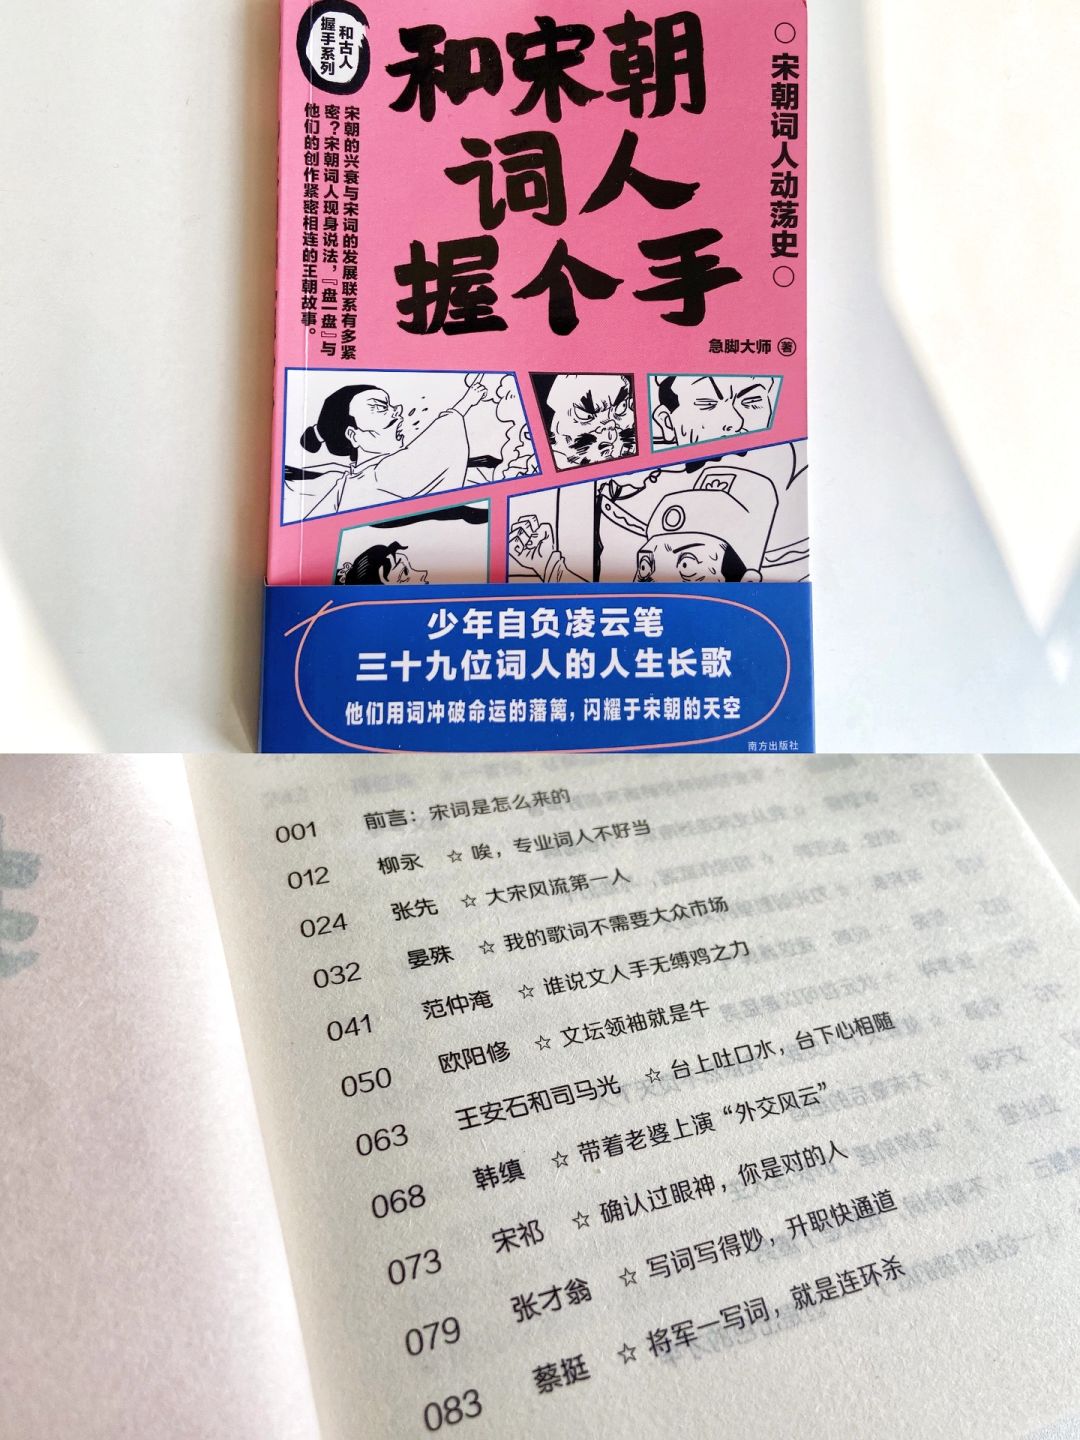 和古人
握手系列
和宋朝
词人
握个手
○宋朝词人动荡史○
宋朝的兴衰与宋词的发展联系有多紧
密?宋朝词人现身说法,『盘一盘』与
他们的创作紧密相连的王朝故事。
急脚大师 著
少年自负凌云笔
三十九位词人的人生长歌
他们用词冲破命运的藩篱,闪耀于宋朝的天空
南方出版社
001 前言:宋词是怎么来的
012 柳永 ☆ 唉,专业词人不好当
024 张先 ☆ 大宋风流第一人
032 晏殊 ☆ 我的歌词不需要大众市场
041 范仲淹 ☆ 谁说文人手无缚鸡之力
050 欧阳修 ☆ 文坛领袖就是牛
063 王安石和司马光 ☆ 台上吐口水,台下心相随
068 韩缜 ☆ 带着老婆上演“外交风云”
073 宋祁 ☆ 确认过眼神,你是对的人
079 张才翁 ☆ 写词写得妙,升职快通道
083 蔡挺 ☆ 将军一写词,就是连环杀